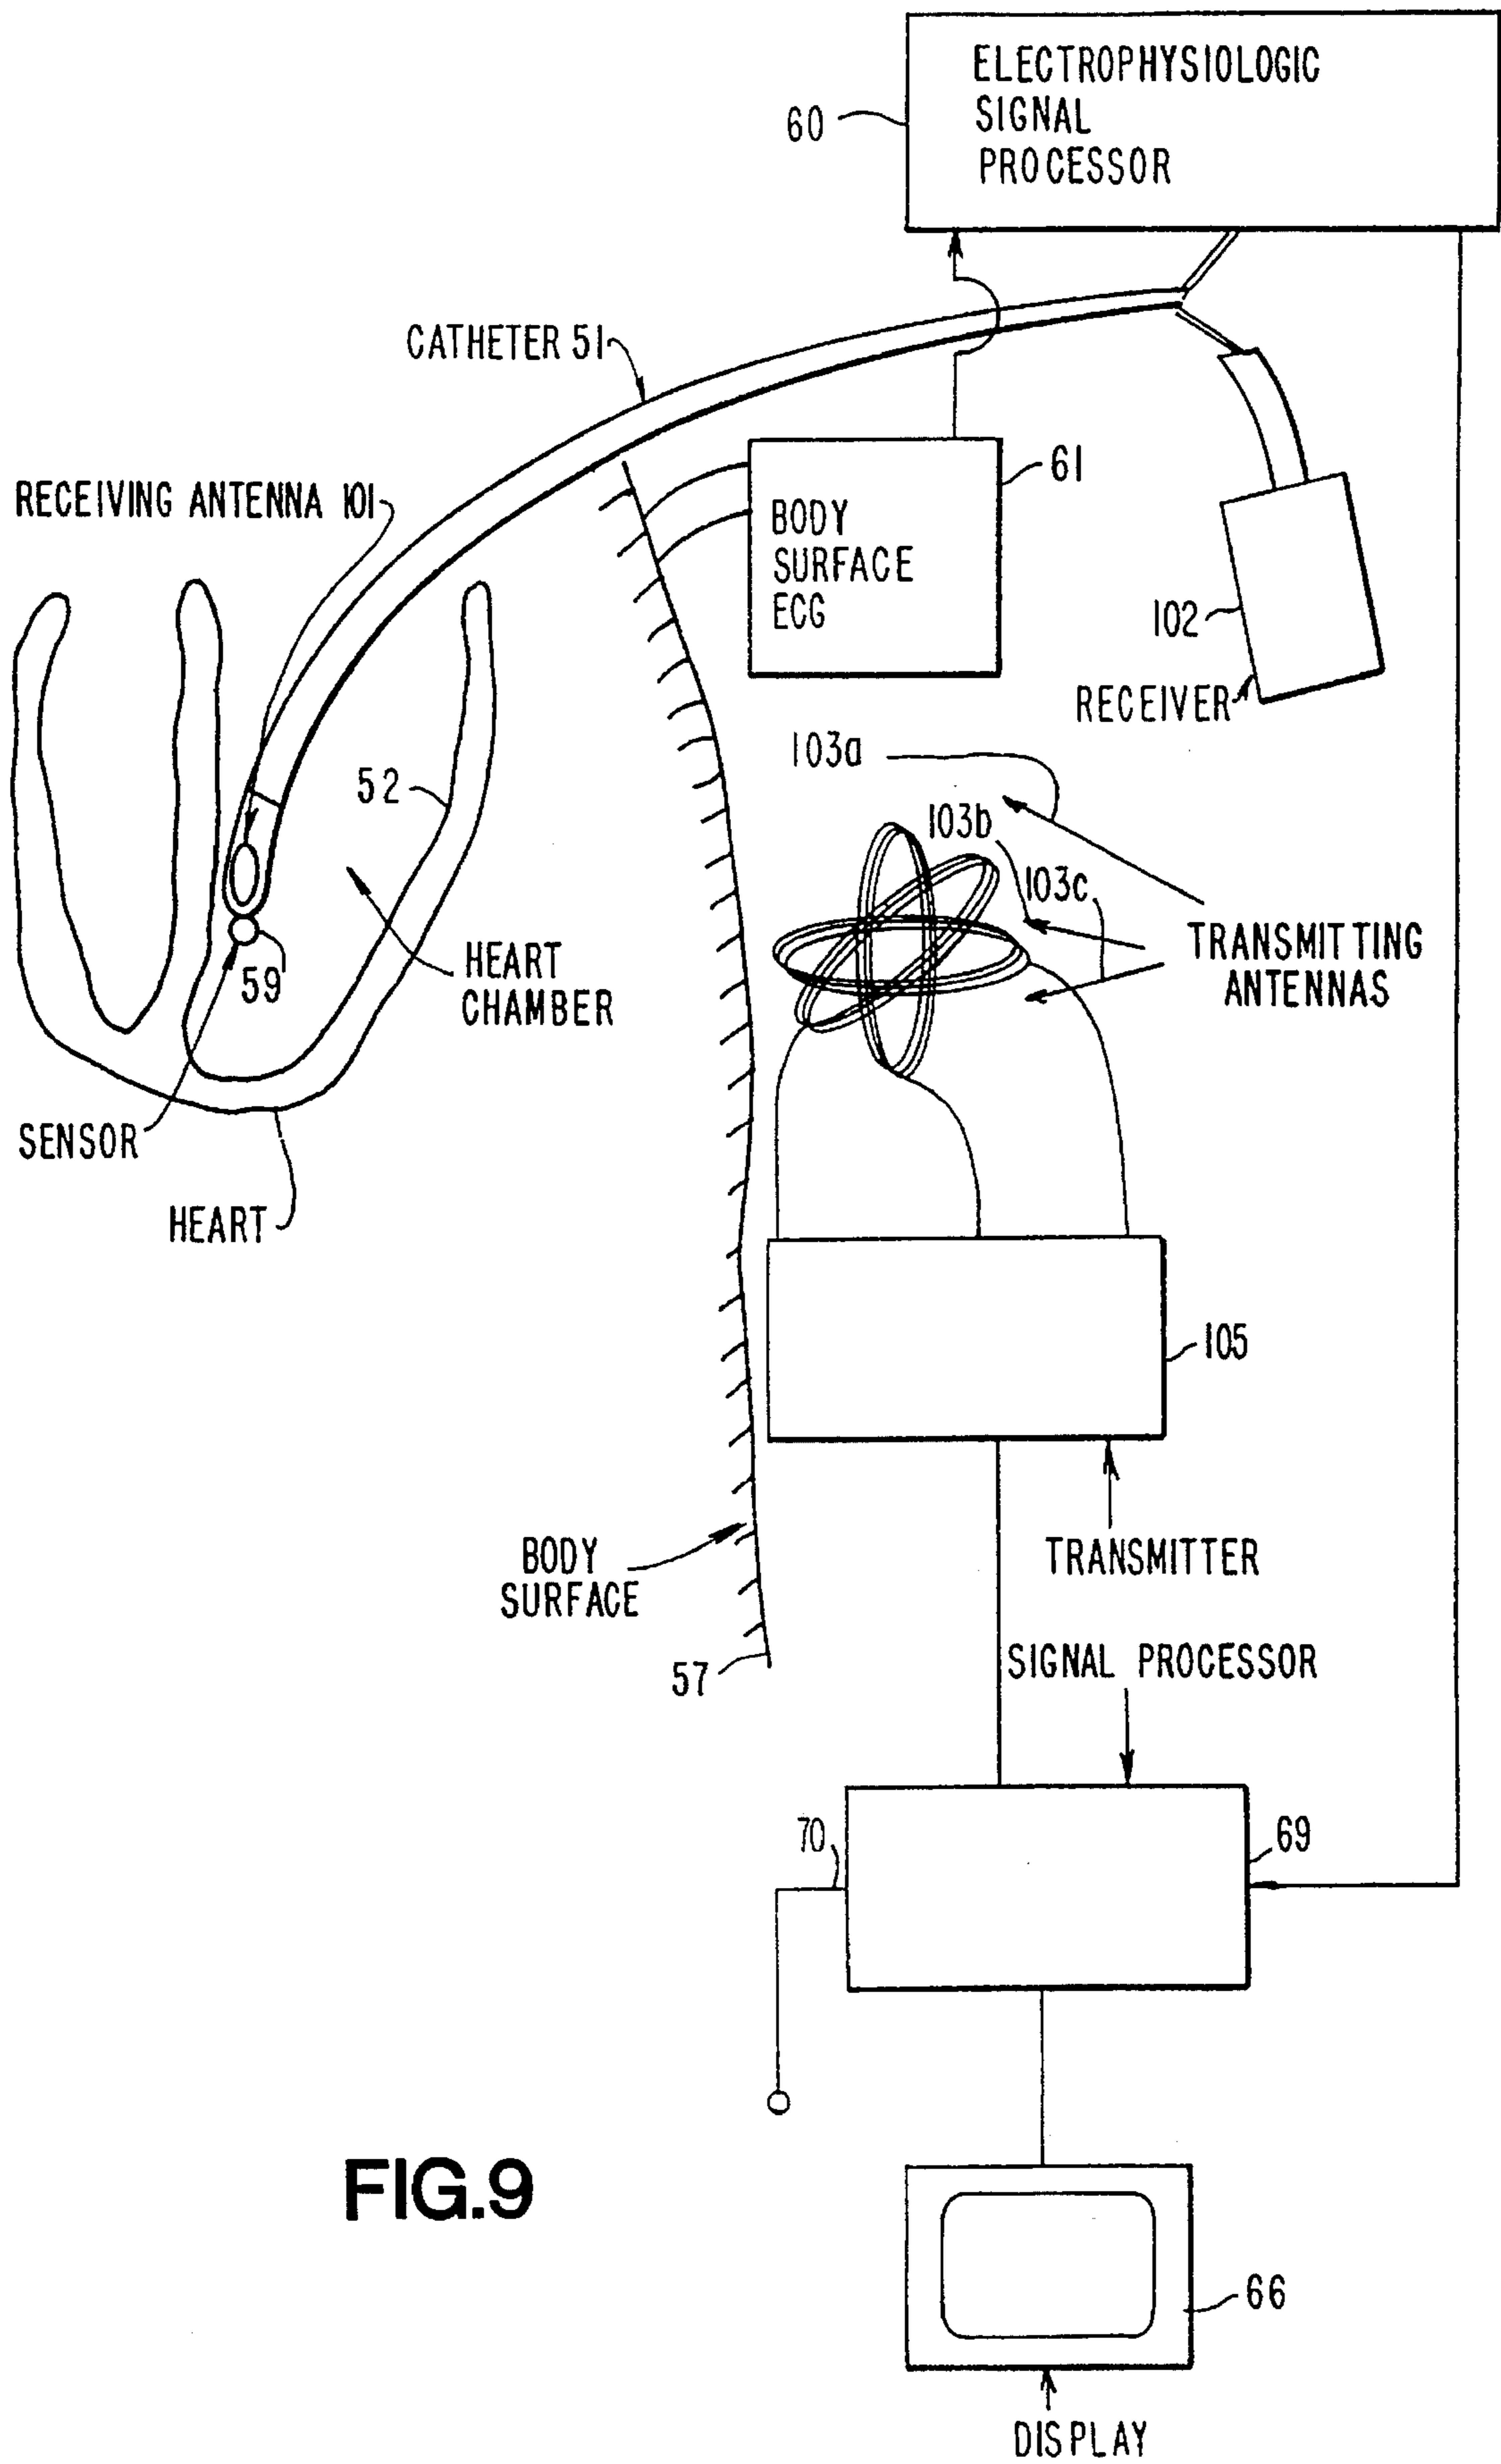 ELECTROPHYSIOLOGIC
SIGNAL
PROCESSOR
60
CATHETER 51
61
RECEIVING ANTENNA 101
BODY
SURFACE
ECG
102
RECEIVER
103a
52
103b
103c
TRANSMITTING
ANTENNAS
HEART
CHAMBER
59
SENSOR
HEART
105
BODY
SURFACE
TRANSMITTER
57
SIGNAL PROCESSOR
70
69
FIG.9
66
DISPLAY